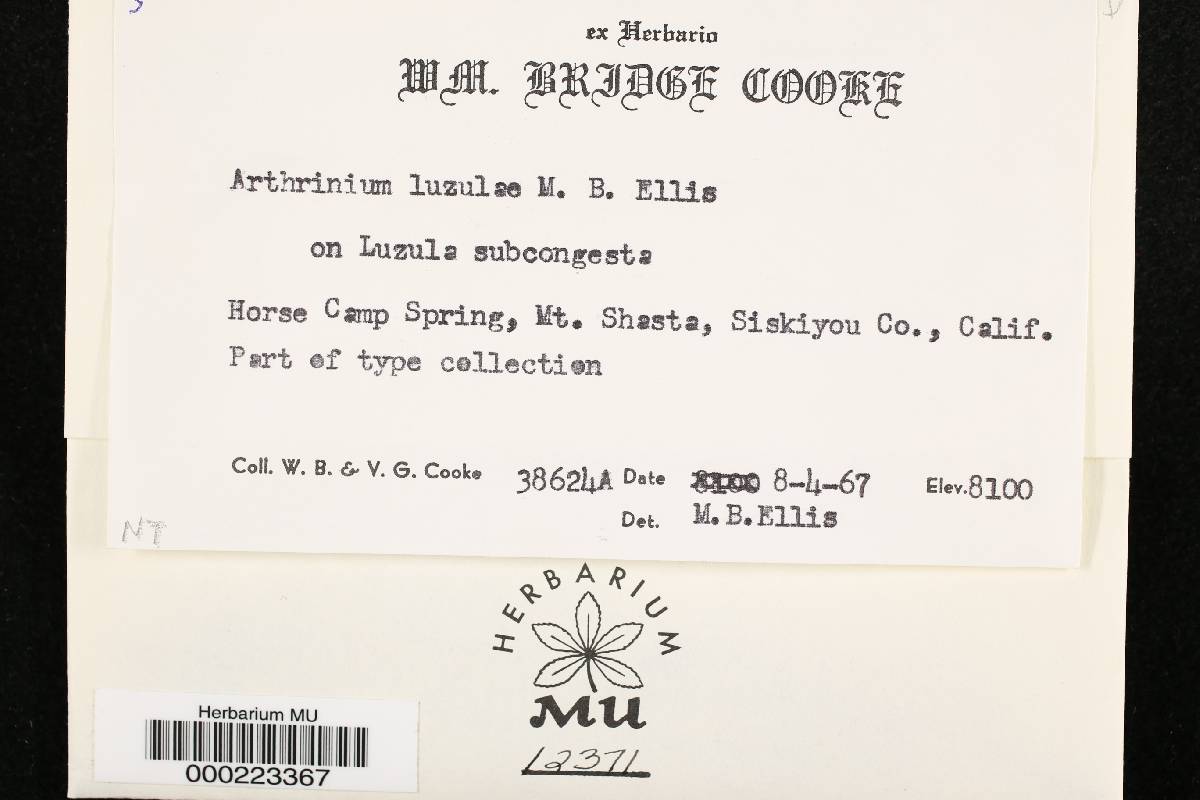 ex Herbario
WM. BRIDGE COOKE
Arthrinium luzulae M. B. Ellis
on Luzula subcongesta
Horse Camp Spring, Mt. Shasta, Siskiyou Co., Calif.
Part of type collection
Coll. W. B. & V. G. Cooke 38624A Date 8-4-67 Elev.8100
Det. M.B.Ellis
NT
HERBARIUM
MU
12371
Herbarium MU
000223367